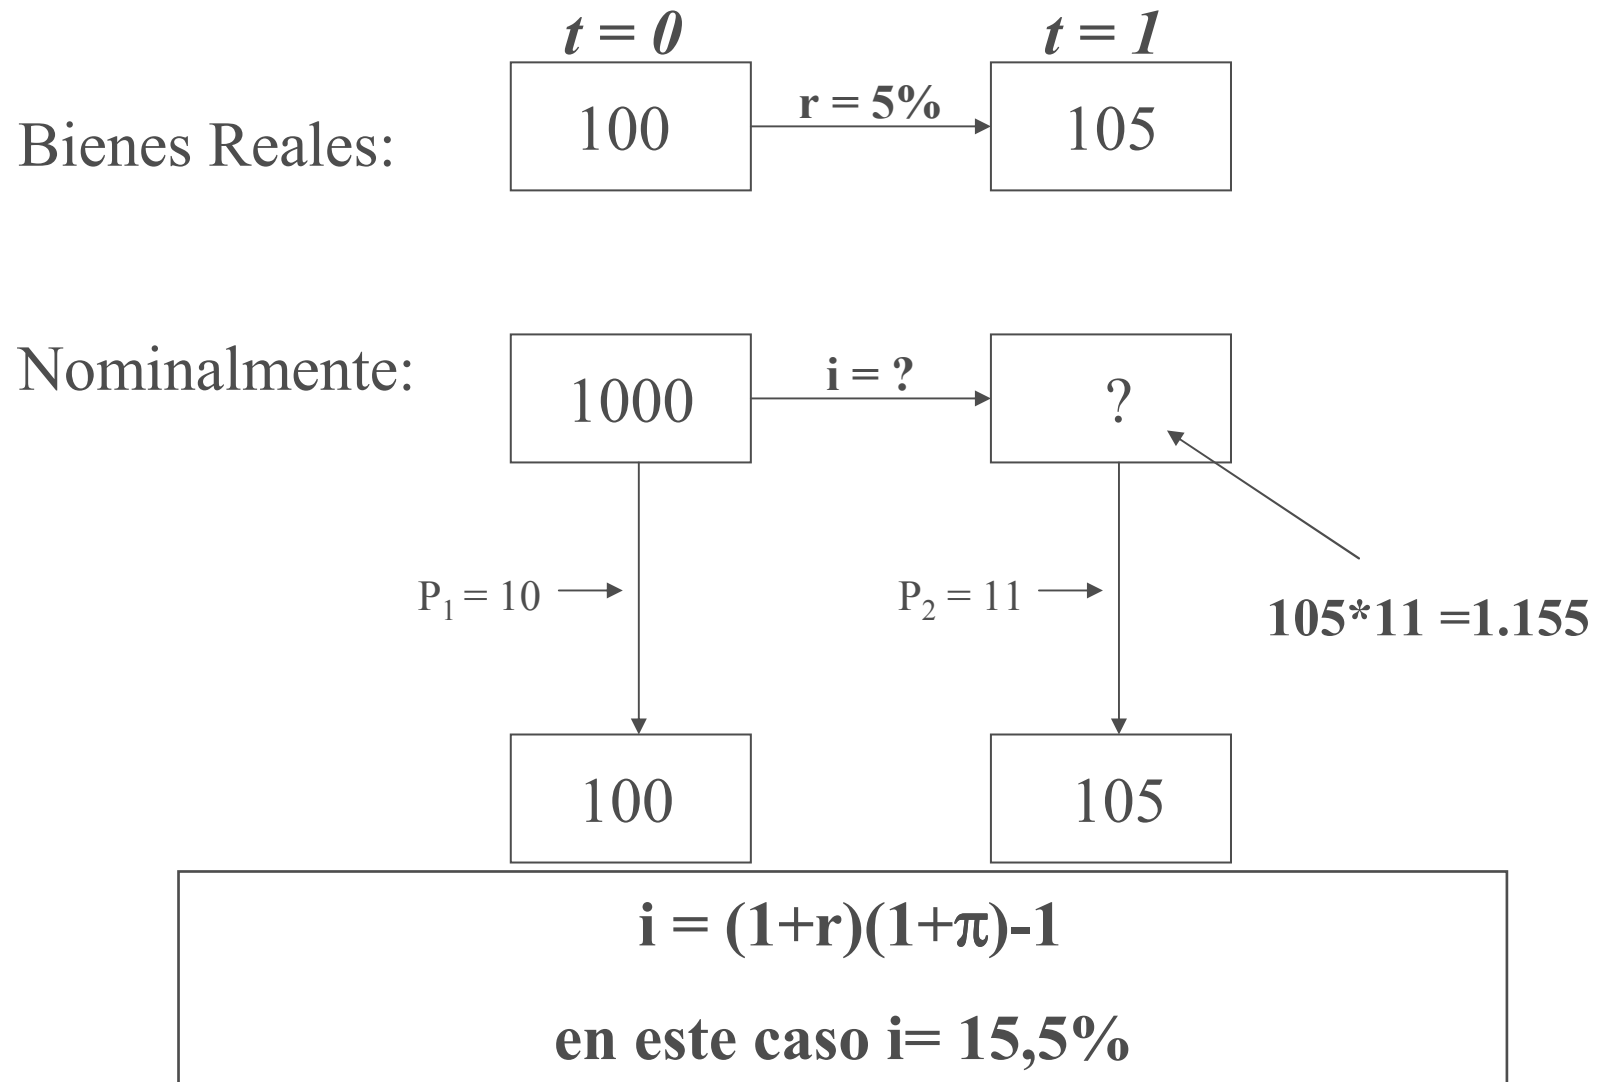 t = 0
t = 1
Bienes Reales:
100
r = 5%
105
Nominalmente:
1000
i = ?
?
P₁ = 10
P₂ = 11
105*11 =1.155
100
105
i = (1+r)(1+π)-1
en este caso i= 15,5%